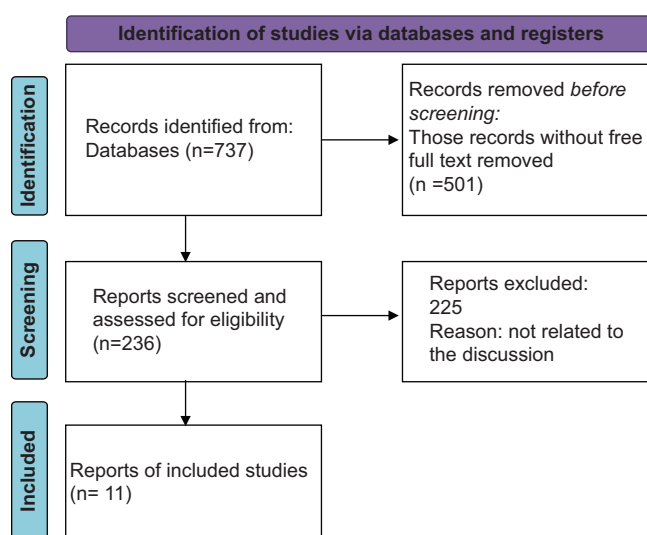 Identification of studies via databases and registers
Identification
Records identified from:
Databases (n=737)
Records removed before
screening:
Those records without free
full text removed
(n =501)
Screening
Reports screened and
assessed for eligibility
(n=236)
Reports excluded:
225
Reason: not related to
the discussion
Included
Reports of included studies
(n= 11)